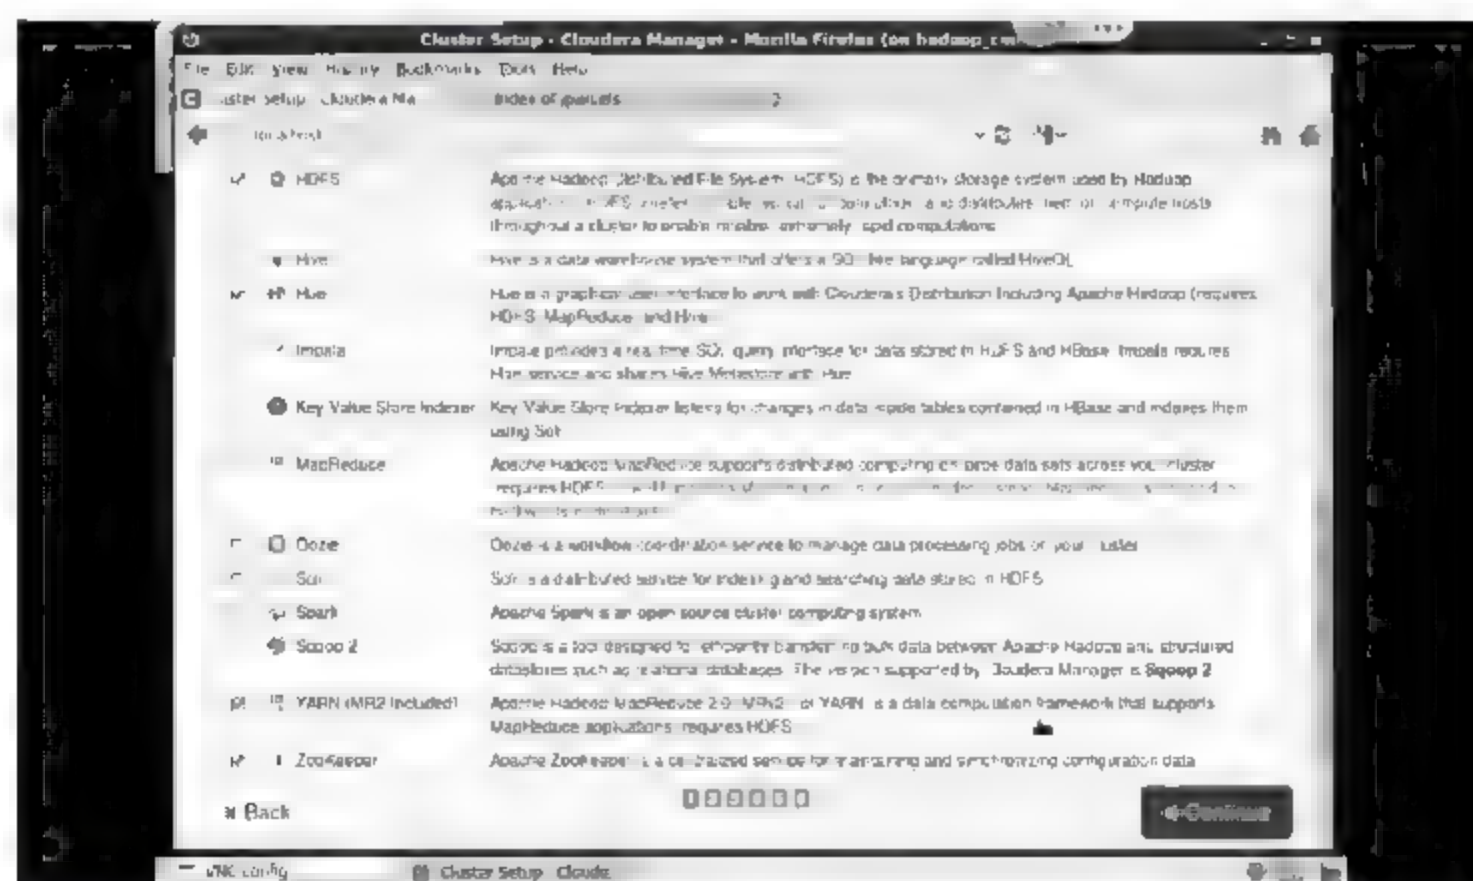 Cluster Setup - Cloudera Manager - Mozilla Firefox (on hadoop_
File Edit View History Bookmarks Tools Help
uster Setup - Cloudera Ma Index of /parcels
localhost
HDFS Apache Hadoop Distributed File System (HDFS) is the primary storage system used by Hadoop
throughout a cluster to enable reliable, extremely rapid computations
Hive Hive is a data warehouse system that offers a SQL-like language called HiveQL
Hue Hue is a graphical user interface to work with Cloudera's Distribution Including Apache Hadoop (requires
HDFS, MapReduce, and Hive
Impala Impala provides a real-time SQL query interface for data stored in HDFS and HBase. Impala requires
Hive service and shares Hive Metastore with Hue
Key-Value Store Indexer Key-Value Store Indexer listens for changes in data inside tables contained in HBase and indexes them
using Solr
MapReduce Apache Hadoop MapReduce supports distributed computing on large data sets across your cluster
requires HDFS
Oozie Oozie is a workflow coordination service to manage data processing jobs on your cluster
Solr Solr is a distributed service for indexing and searching data stored in HDFS
Spark Apache Spark is an open source cluster computing system
Sqoop 2 Sqoop is a tool designed for efficiently transferring bulk data between Apache Hadoop and structured
datastores such as relational databases. The version supported by Cloudera Manager is Sqoop 2
YARN (MR2 Included) Apache Hadoop MapReduce 2.0 (MRv2), or YARN, is a data computation framework that supports
MapReduce applications (requires HDFS
ZooKeeper Apache ZooKeeper is a centralized service for maintaining and synchronizing configuration data
Back Continue
VNC config Cluster Setup - Cloude